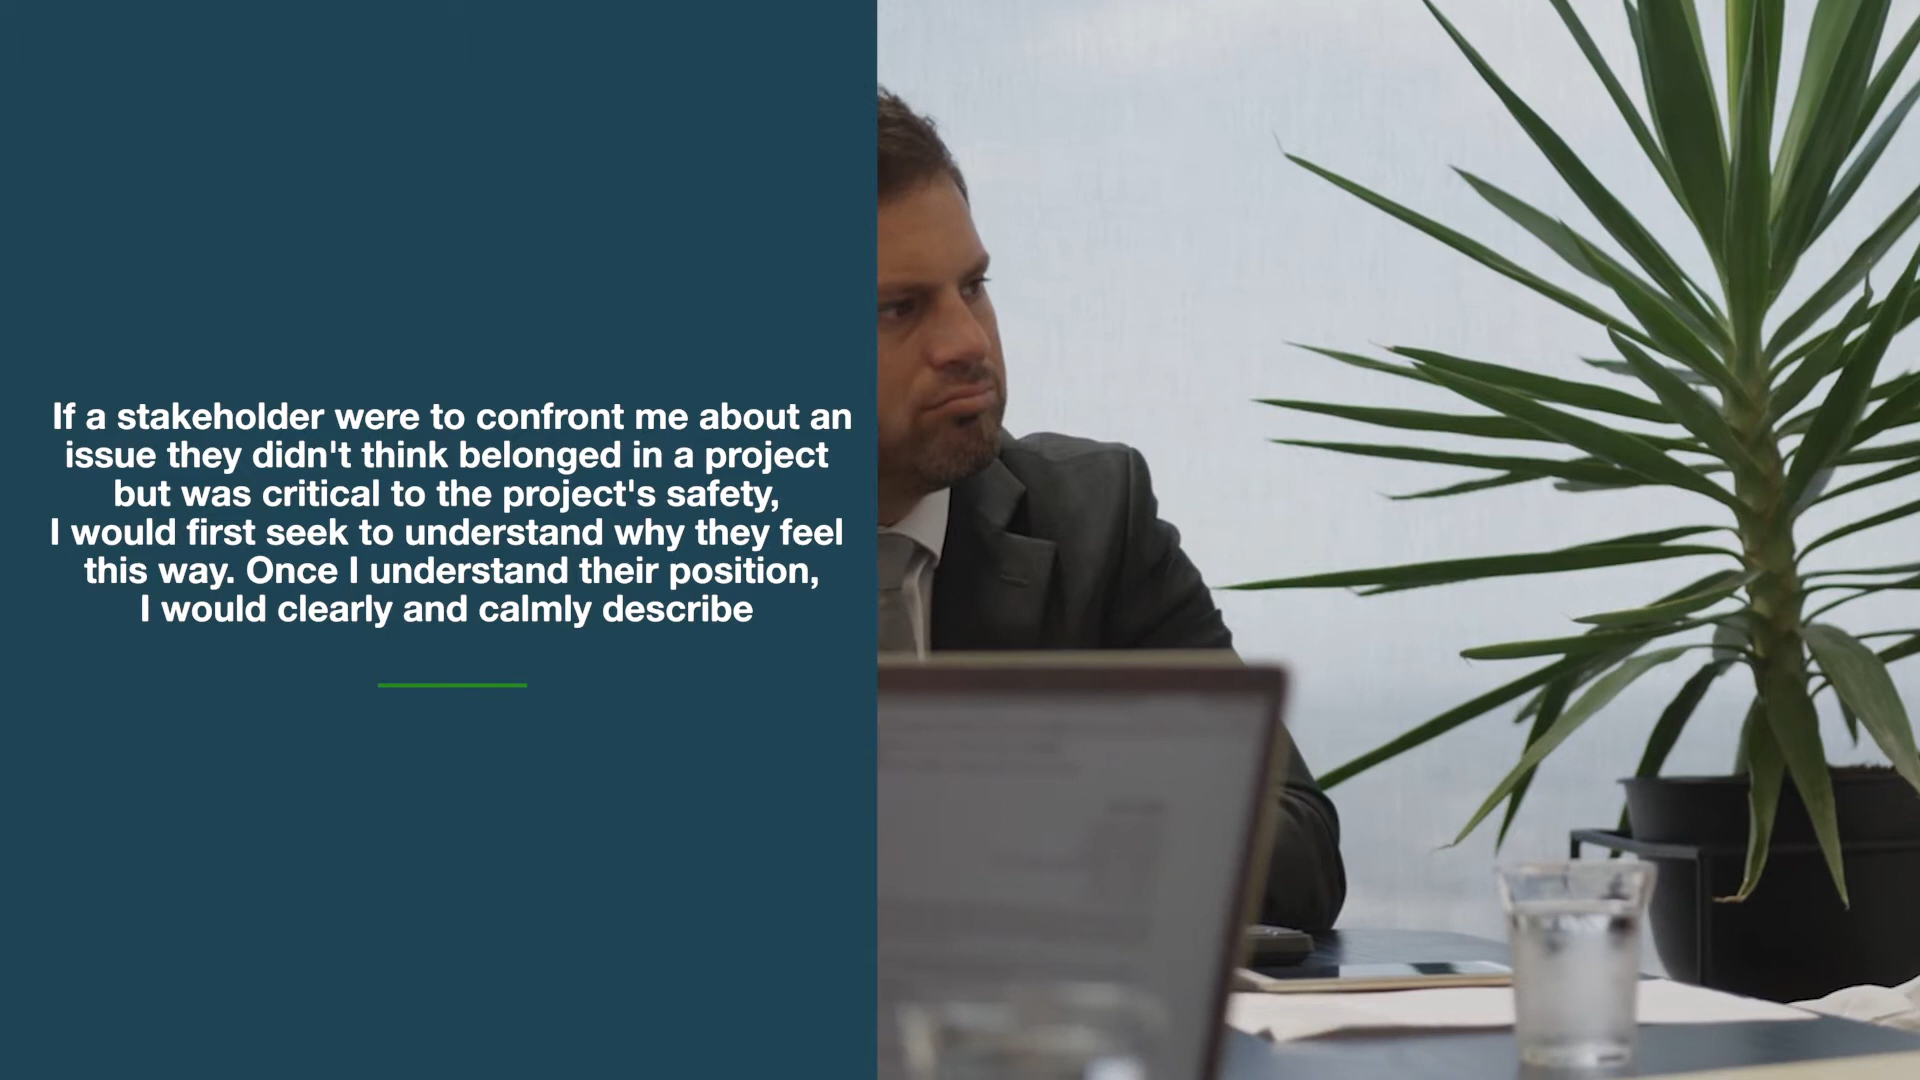 If a stakeholder were to confront me about an
issue they didn't think belonged in a project
but was critical to the project's safety,
I would first seek to understand why they feel
this way. Once I understand their position,
I would clearly and calmly describe